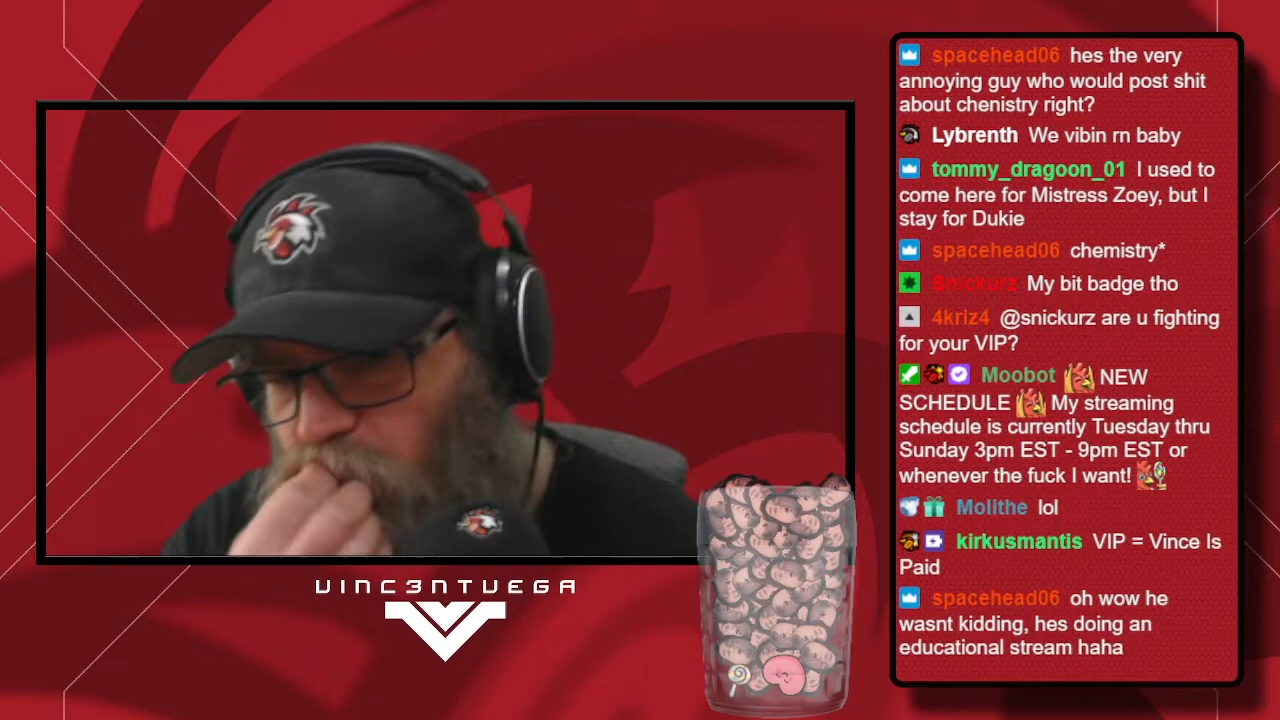 spacehead06 hes the very
annoying guy who would post shit
about chenistry right?
Lybrenth We vibin rn baby
tommy_dragoon_01 I used to
come here for Mistress Zoey, but I
stay for Dukie
spacehead06 chemistry*
Snickurz My bit badge tho
4kriz4 @snickurz are u fighting
for your VIP?
Moobot NEW
SCHEDULE My streaming
schedule is currently Tuesday thru
Sunday 3pm EST - 9pm EST or
whenever the fuck I want!
Molithe lol
kirkusmantis VIP = Vince Is
Paid
spacehead06 oh wow he
wasnt kidding, hes doing an
educational stream haha
VINC3NTVEGA